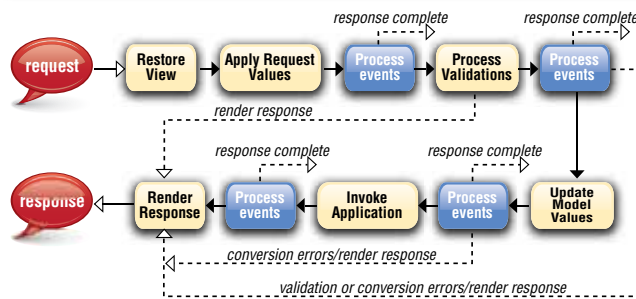 response complete
response complete
request
Restore
View
Apply Request
Values
Process
events
Process
Validations
Process
events
render response
response complete
response complete
response
Render
Response
Process
events
Invoke
Application
Process
events
Update
Model
Values
conversion errors/render response
validation or conversion errors/render response